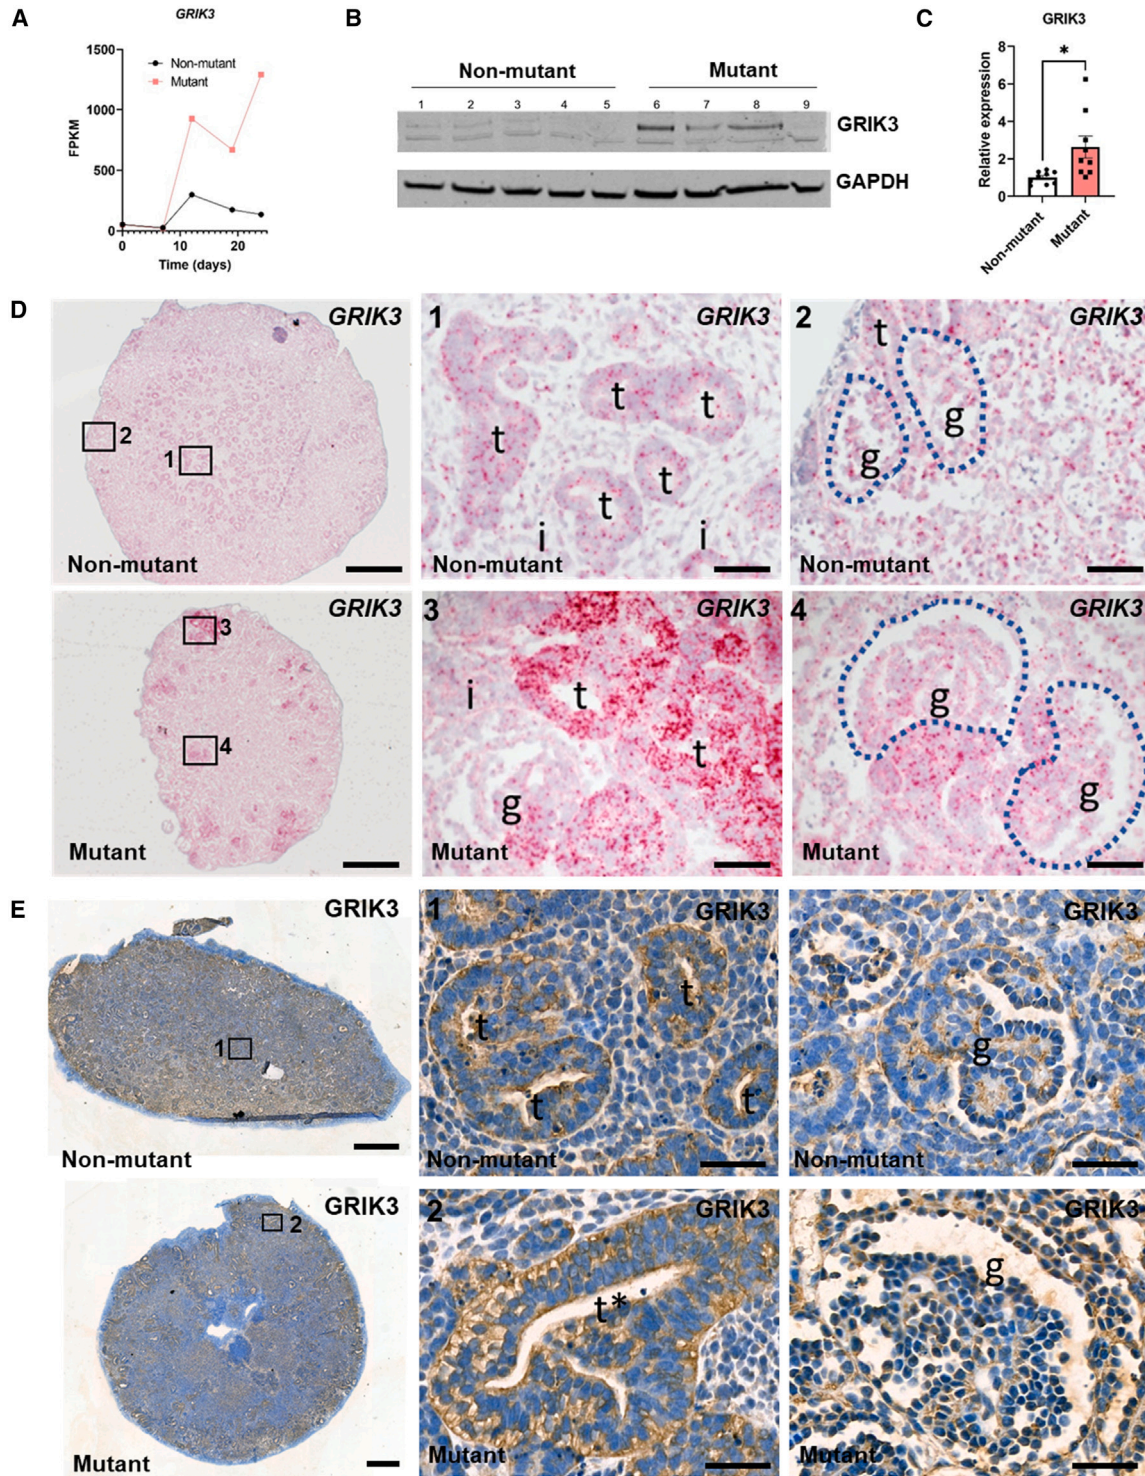 A
GRIK3
1500
1000
500
0
FPKM
0 10 20
Time (days)
Non-mutant
Mutant
B
Non-mutant Mutant
1 2 3 4 5 6 7 8 9
GRIK3
GAPDH
C
GRIK3
*
8
6
4
2
0
Relative expression
Non-mutant
Mutant
D
GRIK3
2
1
Non-mutant
1 GRIK3
t t
t
t
t
i i
Non-mutant
2 GRIK3
t
g
g
Non-mutant
GRIK3
3
4
Mutant
3 GRIK3
i t
t
g
Mutant
4 GRIK3
g
g
Mutant
E
GRIK3
1
Non-mutant
1 GRIK3
t
t
t t
Non-mutant
GRIK3
g
Non-mutant
GRIK3
2
Mutant
2 GRIK3
t*
Mutant
GRIK3
g
Mutant